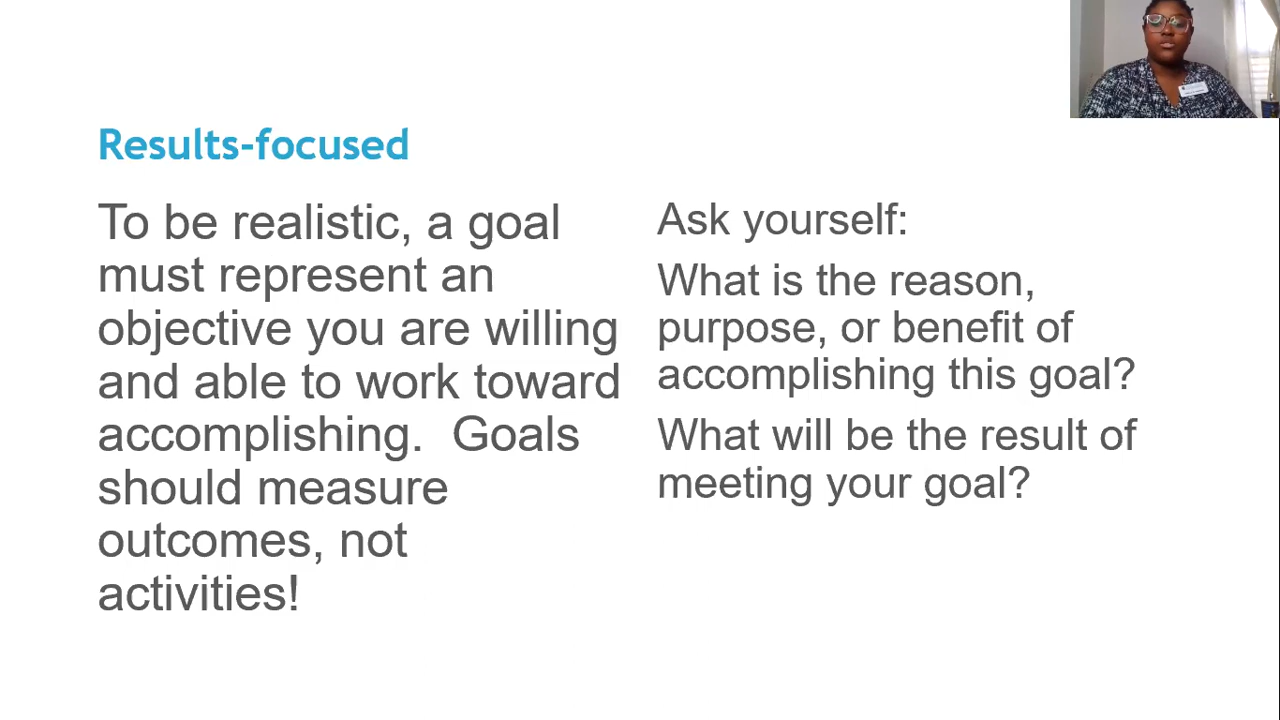 Results-focused
To be realistic, a goal
must represent an
objective you are willing
and able to work toward
accomplishing.  Goals
should measure
outcomes, not
activities!
Ask yourself:
What is the reason,
purpose, or benefit of
accomplishing this goal?
What will be the result of
meeting your goal?